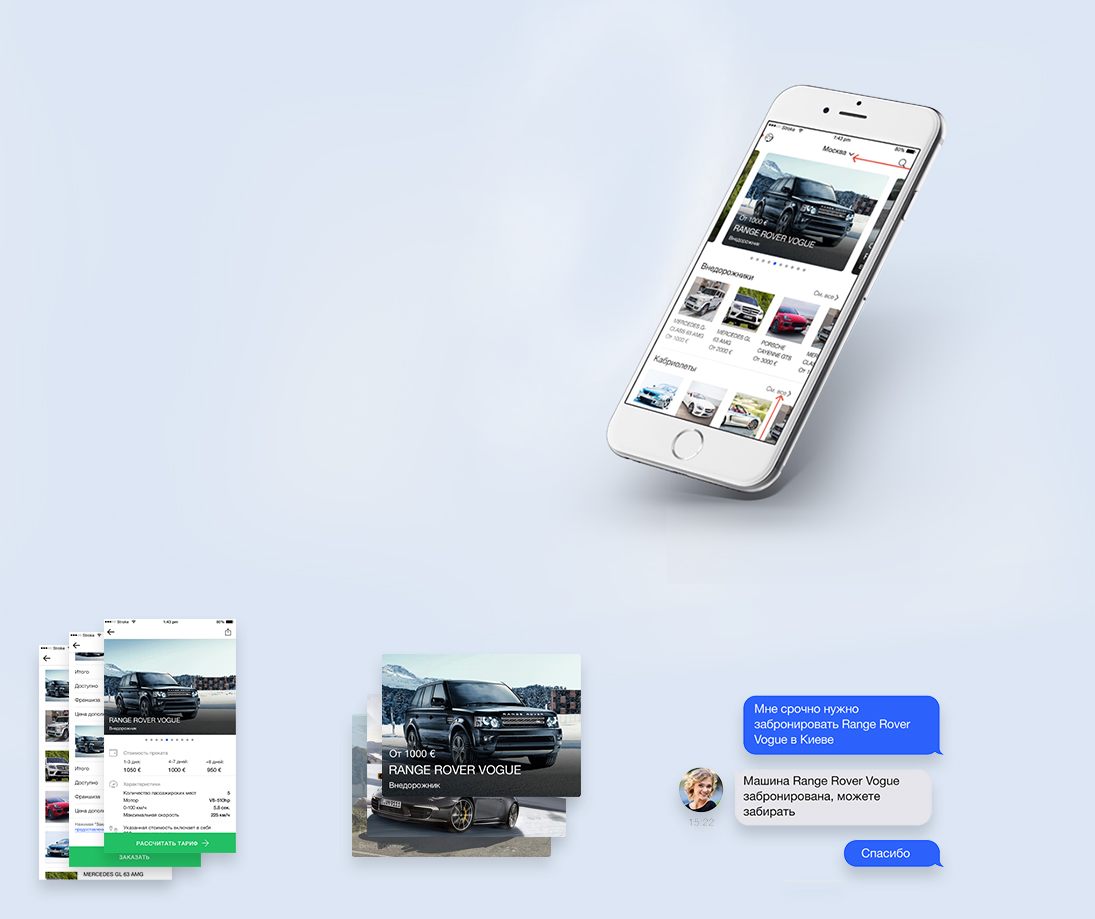 Stroka
1:43 pm
80%
Москва
От 1000 €
RANGE ROVER VOGUE
Внедорожник
Внедорожники
См. все
MERCEDES G-
CLASS 63 AMG
От 1000 €
MERCEDES GL
63 AMG
От 2000 €
PORSCHE
CAYENNE GTS
От 3000 €
MER
CLA
Кабриолеты
См. все
Stroka
Stroka
Stroka
1:43 pm
80%
Итого
Доступно
Франшиза
Цена допол
Итого
Доступно
Франшиза
Цена допол
RANGE ROVER VOGUE
Внедорожник
Стоимость проката
1-3 дня: 4-7 дней: +8 дней:
1050 € 1000 € 950 €
Характеристики
Количество пассажирских мест 5
Мотор V8-510hp
0-100 км/ч 5.8 сек.
Максимальная скорость 225 км/ч
Указанная стоимость включает в себя
РАССЧИТАТЬ ТАРИФ
ЗАКАЗАТЬ
MERCEDES GL 63 AMG
От 1000 €
RANGE ROVER VOGUE
Внедорожник
Мне срочно нужно
забронировать Range Rover
Vogue в Киеве
Машина Range Rover Vogue
забронирована, можете
забирать
15:22
Спасибо